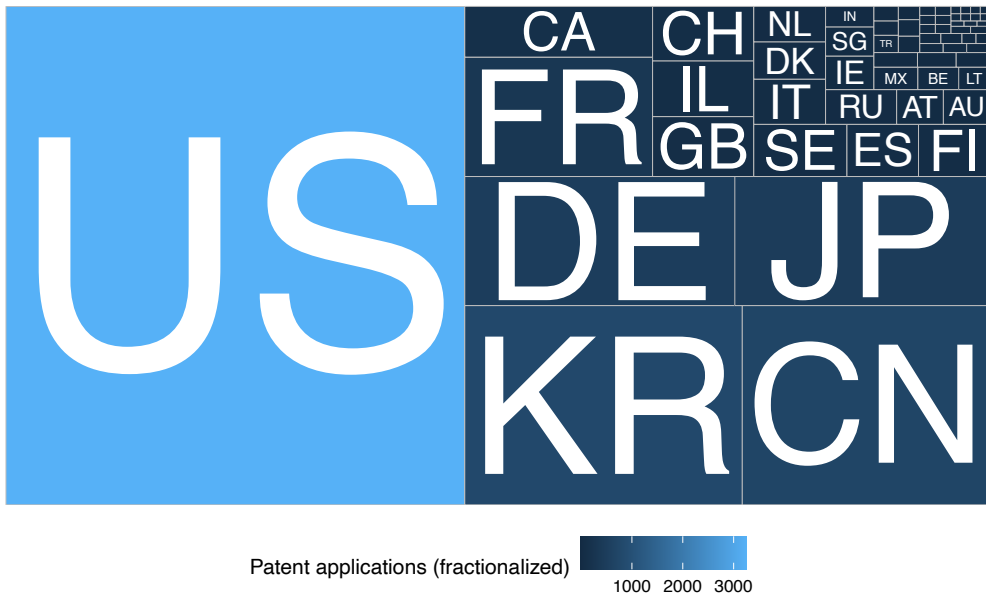 US
CA
FR
CH
IL
GB
NL
DK
IT
IN
SG
IE
TR
MX
BE
LT
RU
AT
AU
SE
ES
FI
DE
JP
KR
CN
Patent applications (fractionalized)
1000 2000 3000